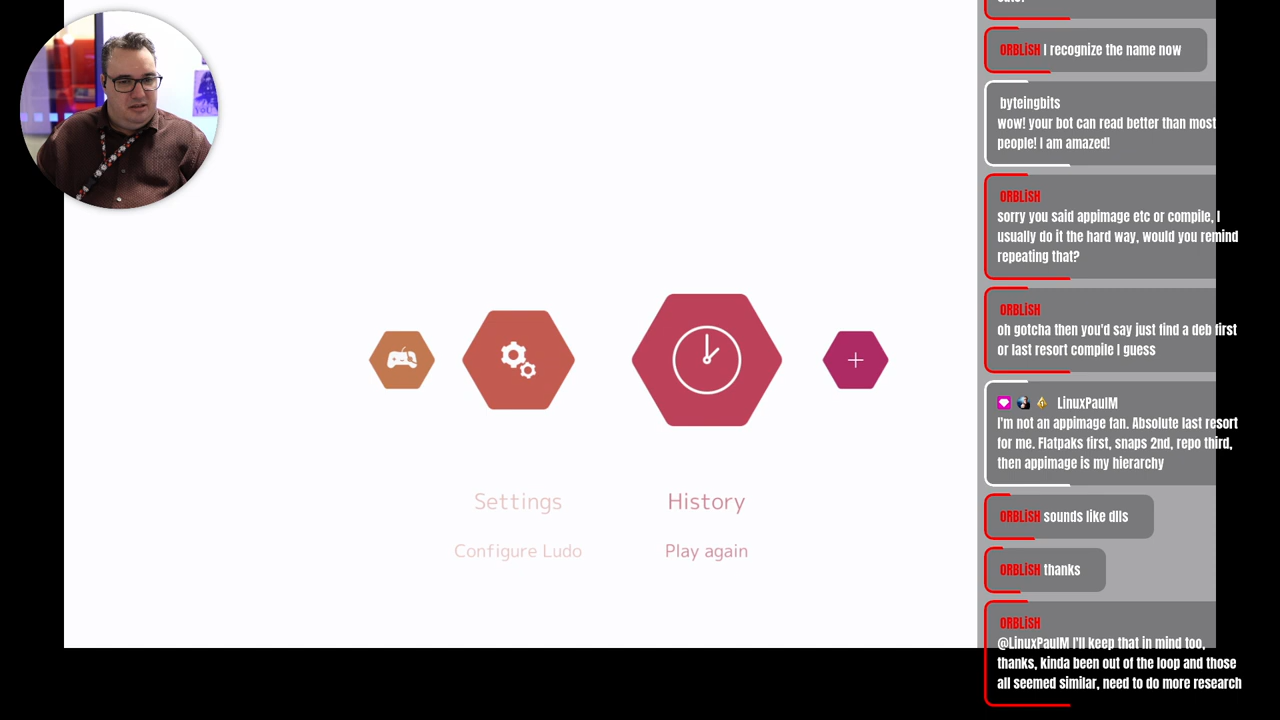 Settings
History
Configure Ludo
Play again
ORBLiSH I recognize the name now
byteingbits
wow! your bot can read better than most
people! I am amazed!
ORBLiSH
sorry you said appimage etc or compile, I
usually do it the hard way, would you remind
repeating that?
ORBLiSH
oh gotcha then you'd say just find a deb first
or last resort compile I guess
LinuxPaulM
I'm not an appimage fan. Absolute last resort
for me. Flatpaks first, snaps 2nd, repo third,
then appimage is my hierarchy
ORBLiSH sounds like dlls
ORBLiSH thanks
ORBLiSH
@LinuxPaulM I'll keep that in mind too,
thanks, kinda been out of the loop and those
all seemed similar, need to do more research